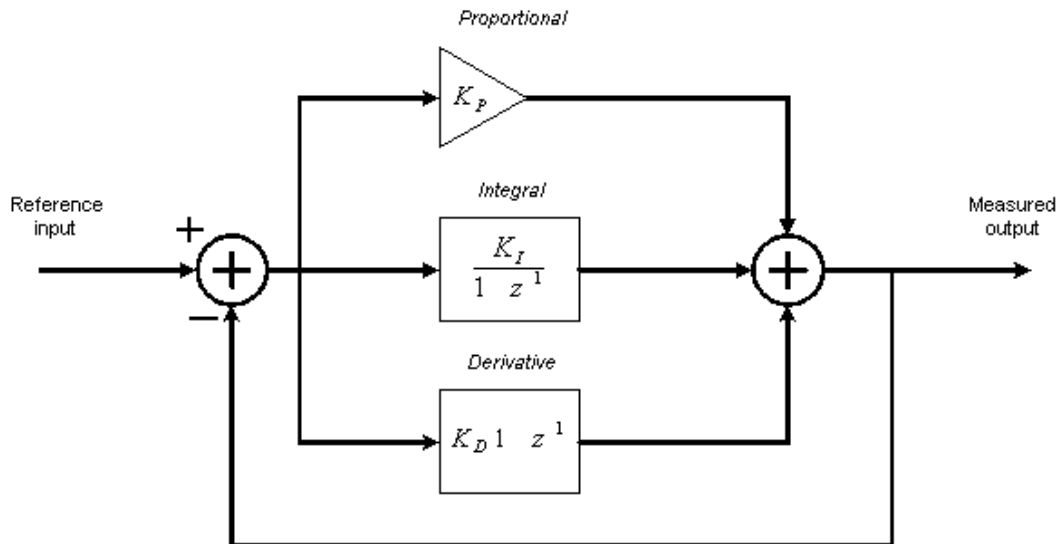 Proportional
K_P
Integral
Reference
input
Measured
output
+
+
+
−
K_I
1 z^1
Derivative
K_D 1 z^1